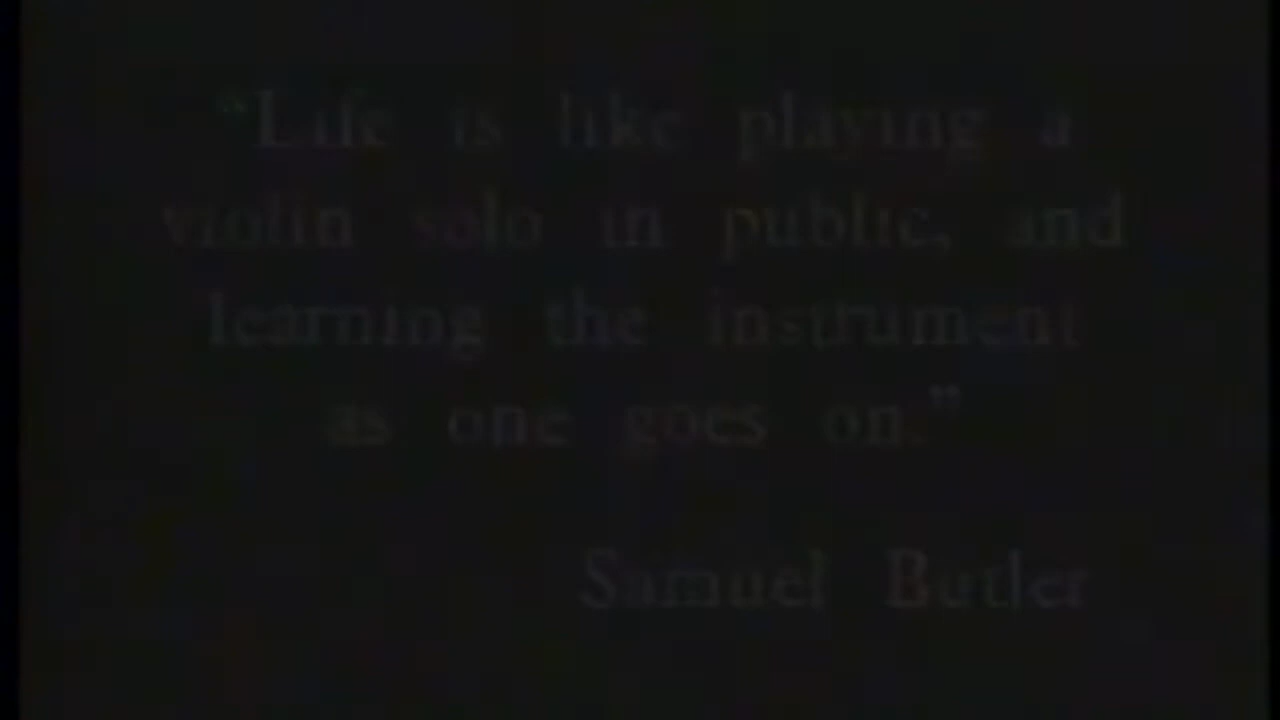 “Life is like playing a
violin solo in public, and
learning the instrument
as one goes on.”
Samuel Butler